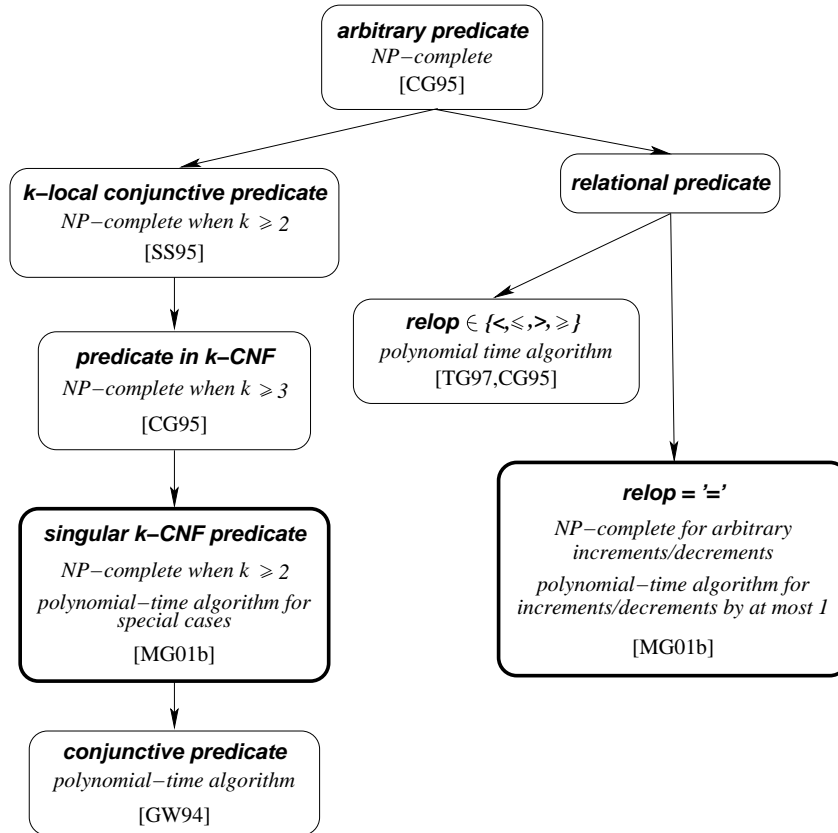 arbitrary predicate
NP−complete
[CG95]
k−local conjunctive predicate
NP−complete when k ⩾ 2
[SS95]
relational predicate
relop ∈ {<,⩽,>,⩾}
polynomial time algorithm
[TG97,CG95]
predicate in k−CNF
NP−complete when k ⩾ 3
[CG95]
singular k−CNF predicate
NP−complete when k ⩾ 2
polynomial−time algorithm for
special cases
[MG01b]
relop = '='
NP−complete for arbitrary
increments/decrements
polynomial−time algorithm for
increments/decrements by at most 1
[MG01b]
conjunctive predicate
polynomial−time algorithm
[GW94]